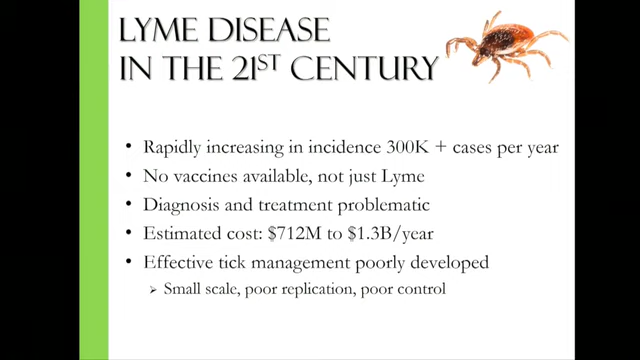 LYME DISEASE
IN THE 21ST CENTURY
• Rapidly increasing in incidence 300K + cases per year
• No vaccines available, not just Lyme
• Diagnosis and treatment problematic
• Estimated cost: $712M to $1.3B/year
• Effective tick management poorly developed
➢ Small scale, poor replication, poor control